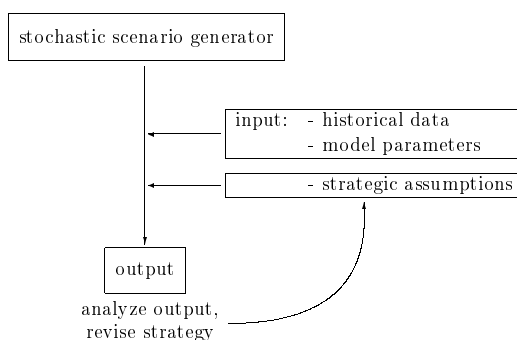 stochastic scenario generator
input: - historical data
- model parameters
- strategic assumptions
output
analyze output,
revise strategy